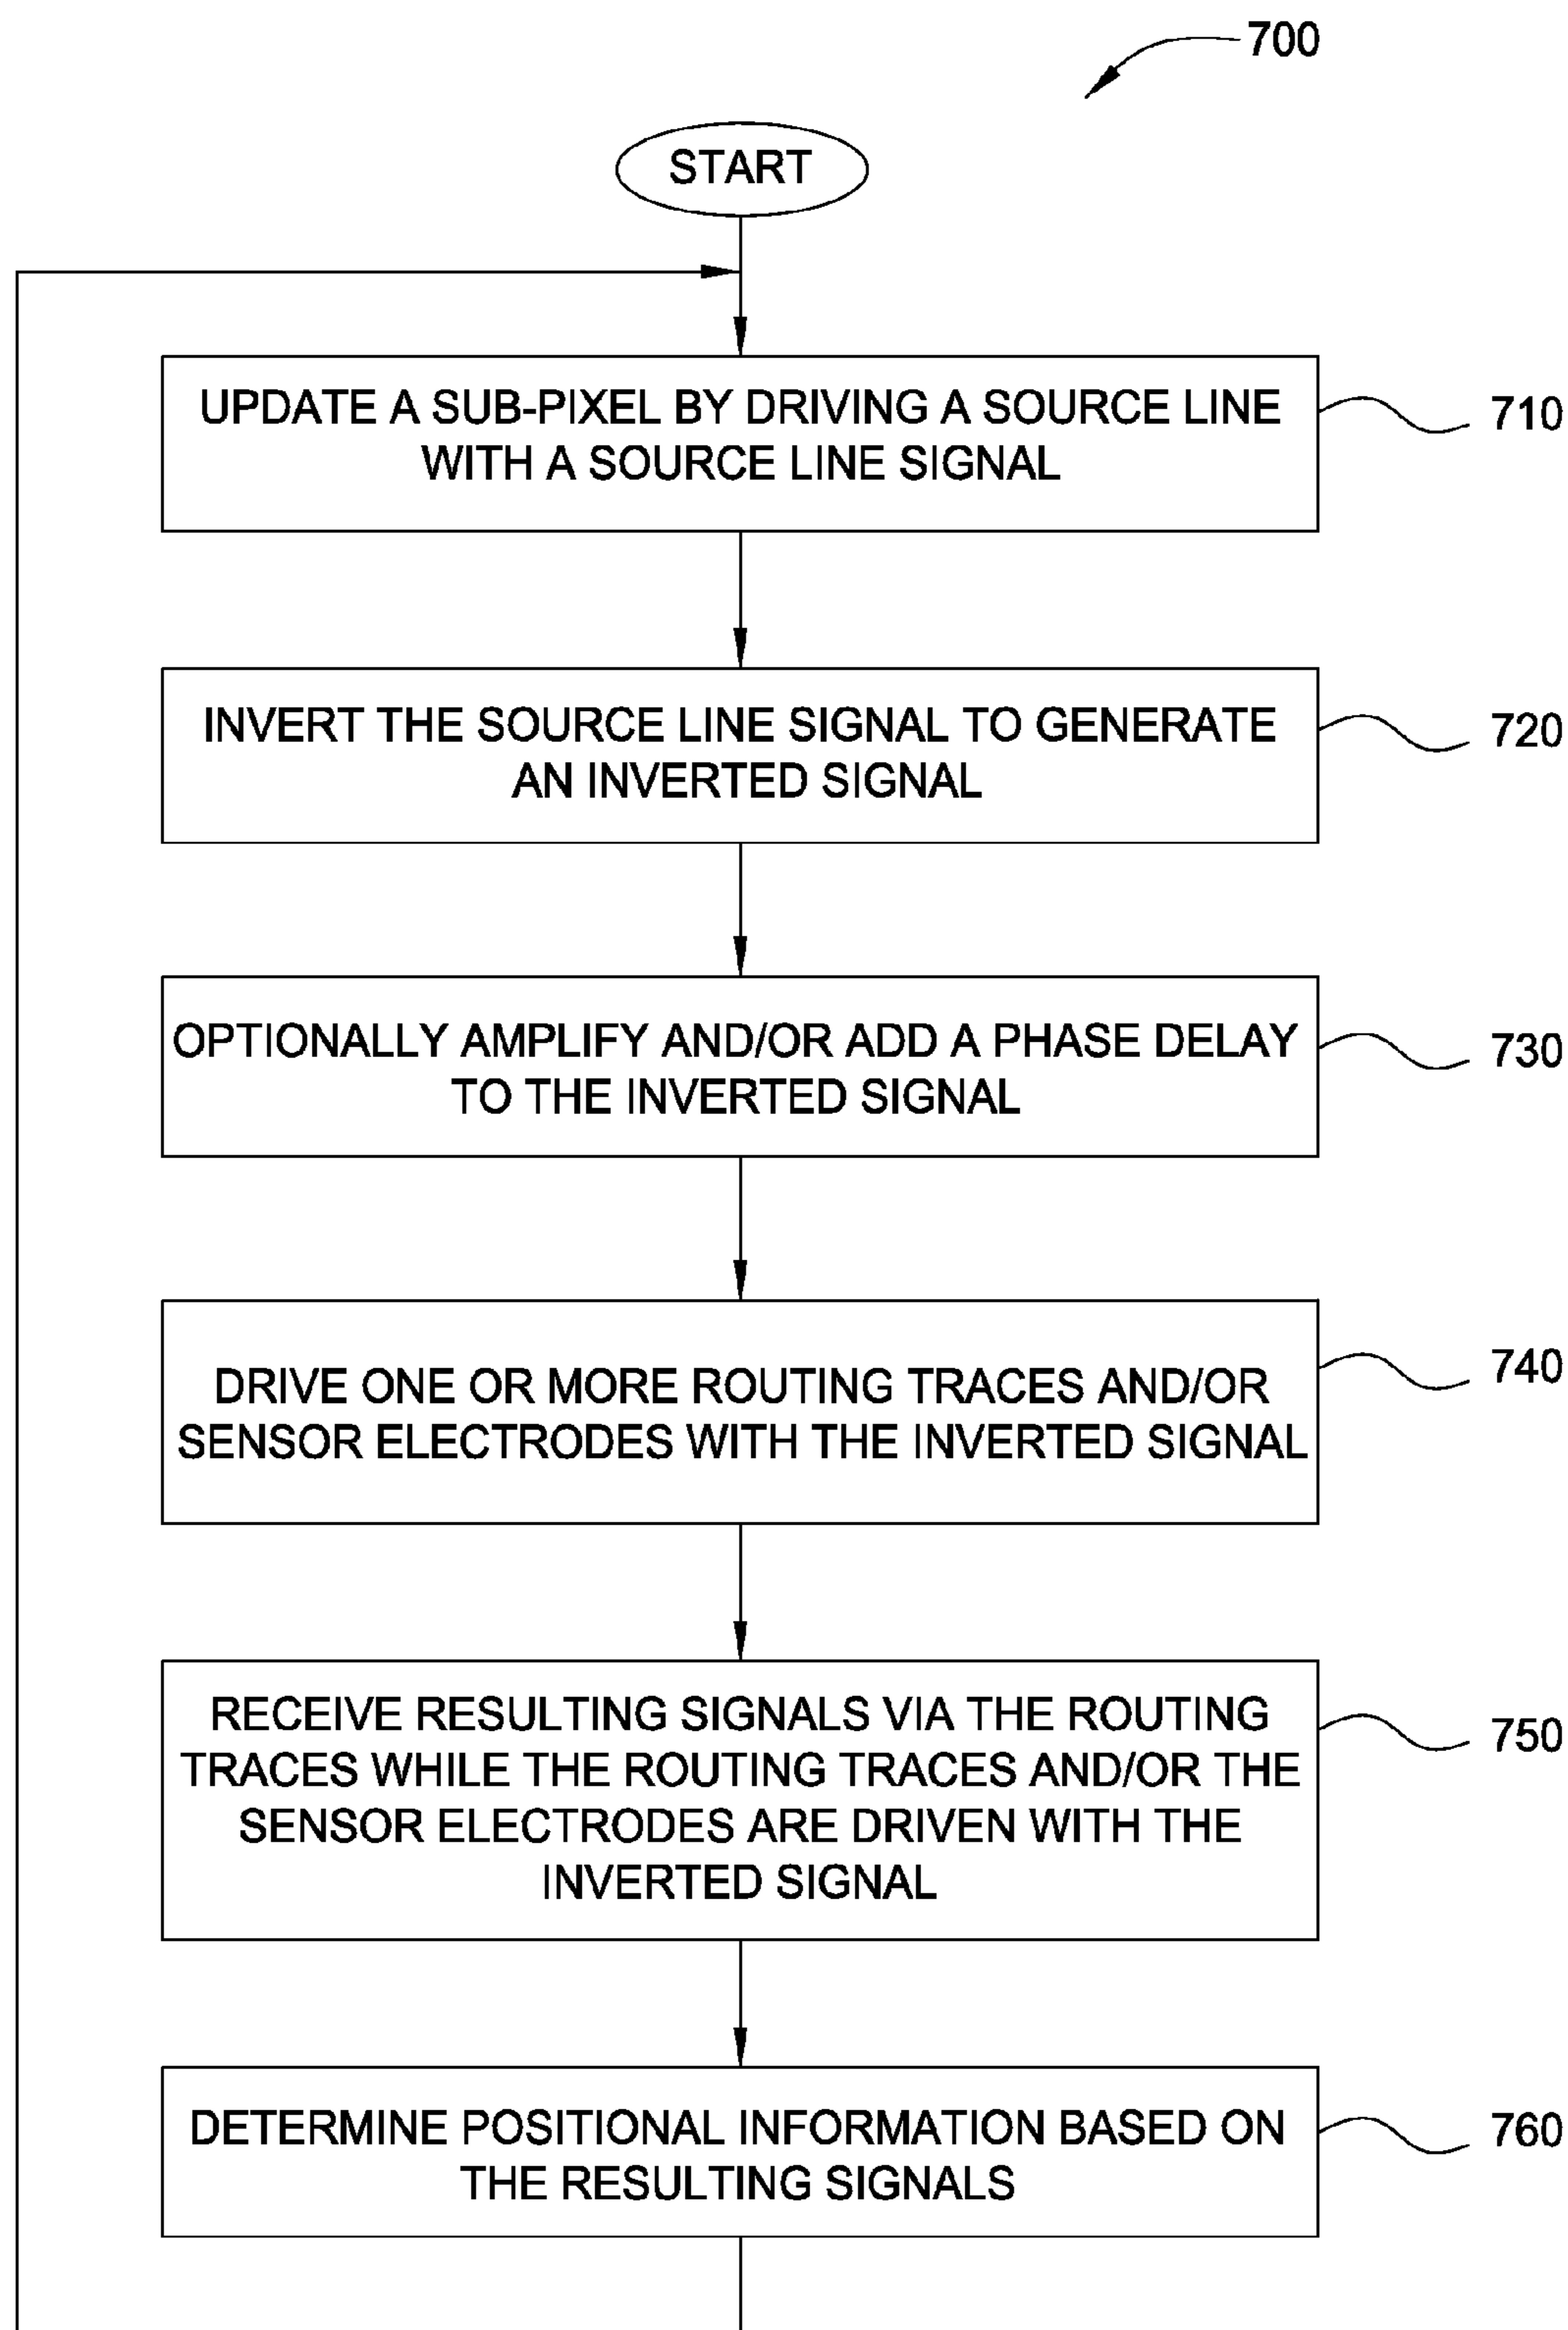 700
START
UPDATE A SUB-PIXEL BY DRIVING A SOURCE LINE
WITH A SOURCE LINE SIGNAL
710
INVERT THE SOURCE LINE SIGNAL TO GENERATE
AN INVERTED SIGNAL
720
OPTIONALLY AMPLIFY AND/OR ADD A PHASE DELAY
TO THE INVERTED SIGNAL
730
DRIVE ONE OR MORE ROUTING TRACES AND/OR
SENSOR ELECTRODES WITH THE INVERTED SIGNAL
740
RECEIVE RESULTING SIGNALS VIA THE ROUTING
TRACES WHILE THE ROUTING TRACES AND/OR THE
SENSOR ELECTRODES ARE DRIVEN WITH THE
INVERTED SIGNAL
750
DETERMINE POSITIONAL INFORMATION BASED ON
THE RESULTING SIGNALS
760